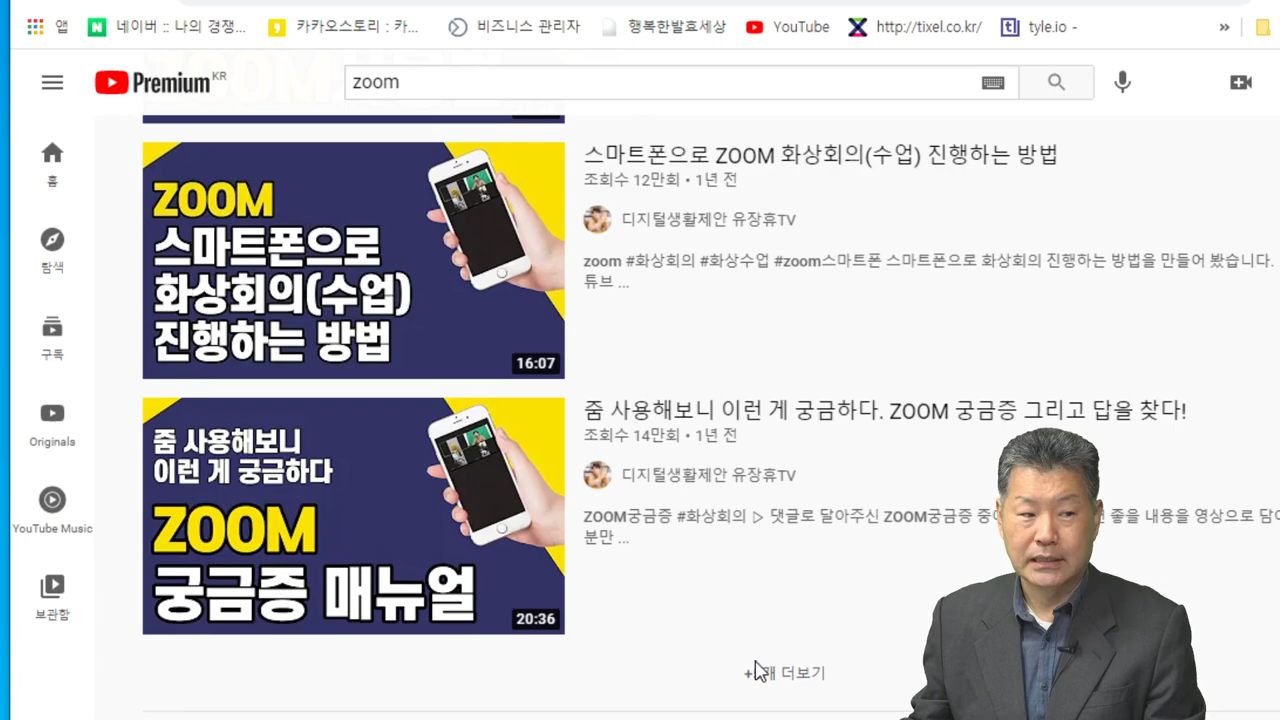 앱
네이버 :: 나의 경쟁...
카카오스토리 : 카...
비즈니스 관리자
행복한발효세상
YouTube
http://tixel.co.kr/
tyle.io -
»
Premium KR
zoom
홈
탐색
구독
Originals
YouTube Music
보관함
ZOOM
스마트폰으로
화상회의(수업)
진행하는 방법
16:07
스마트폰으로 ZOOM 화상회의(수업) 진행하는 방법
조회수 12만회 • 1년 전
디지털생활제안 유장휴TV
zoom #화상회의 #화상수업 #zoom스마트폰 스마트폰으로 화상회의 진행하는 방법을 만들어 봤습니다.
튜브 ...
줌 사용해보니
이런 게 궁금하다
ZOOM
궁금증 매뉴얼
20:36
줌 사용해보니 이런 게 궁금하다. ZOOM 궁금증 그리고 답을 찾다!
조회수 14만회 • 1년 전
디지털생활제안 유장휴TV
ZOOM궁금증 #화상회의 ▷ 댓글로 달아주신 ZOOM궁금증 좋을 내용을 영상으로
분만 ...
더보기